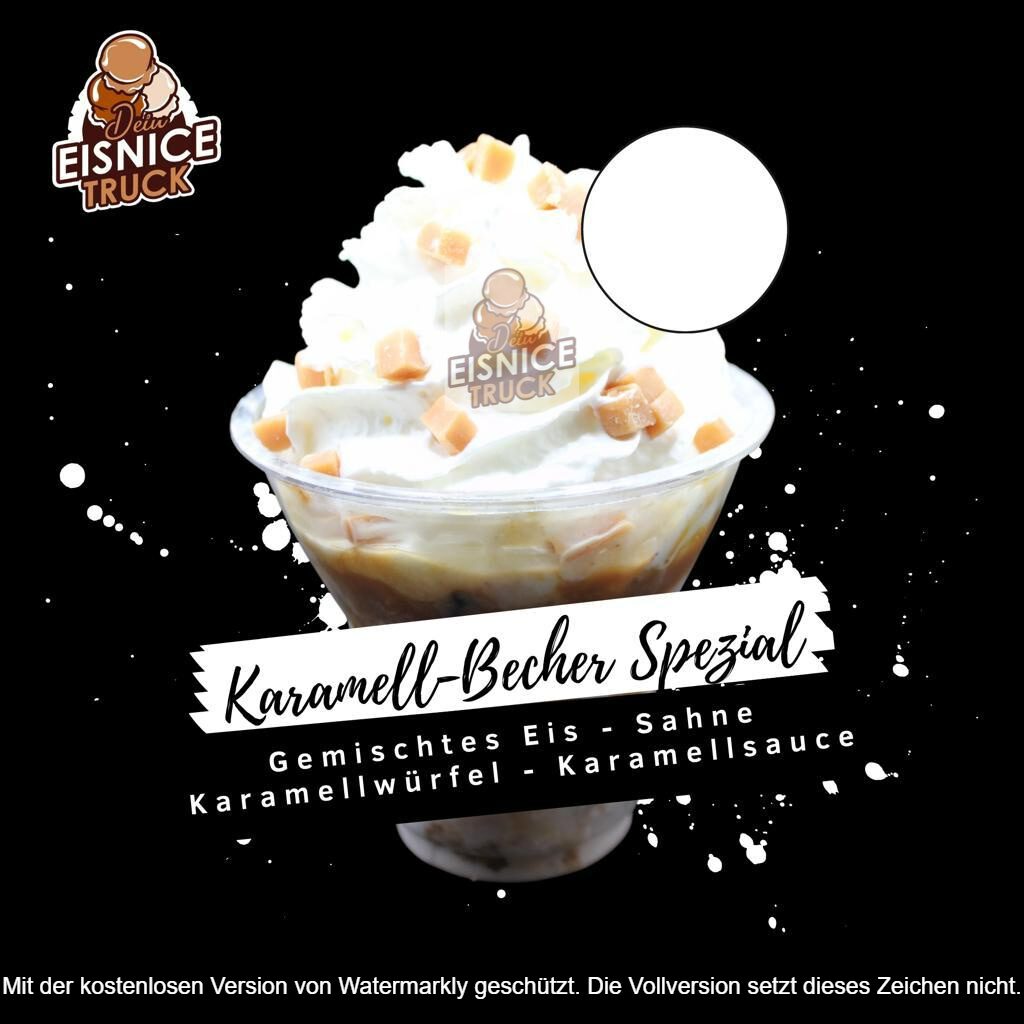 Dein
EISNICE
TRUCK
Dein
EISNICE
TRUCK
Karamell-Becher Spezial
Gemischtes Eis - Sahne
Karamellwürfel - Karamellsauce
Mit der kostenlosen Version von Watermarkly geschützt. Die Vollversion setzt dieses Zeichen nicht.